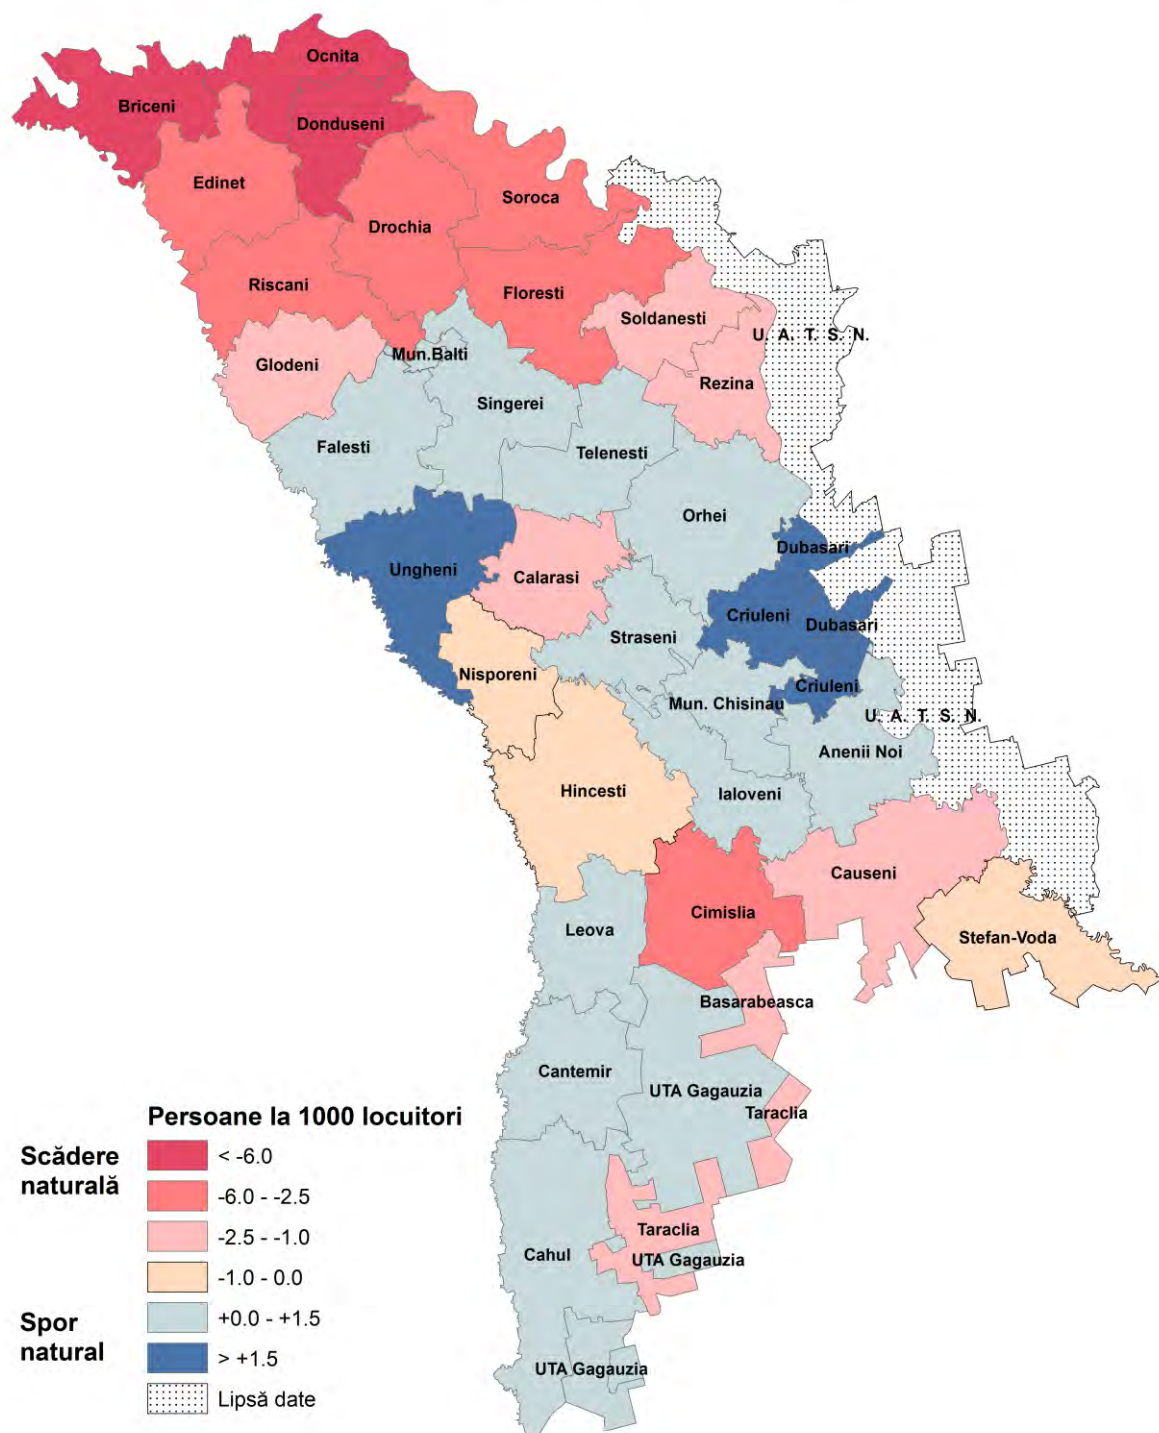 Ocnita
Briceni
Donduseni
Edinet
Soroca
Drochia
Riscani
Floresti
Soldanesti
U. A. T. S. N.
Mun.Balti
Glodeni
Rezina
Singerei
Falesti
Telenesti
Orhei
Dubasari
Ungheni
Calarasi
Criuleni
Dubasari
Straseni
Nisporeni
Criuleni
Mun. Chisinau
U. A. T. S. N.
Anenii Noi
Hincesti
Ialoveni
Causeni
Cimislia
Leova
Stefan-Voda
Basarabeasca
Cantemir
UTA Gagauzia
Taraclia
Taraclia
Cahul
UTA Gagauzia
UTA Gagauzia
Persoane la 1000 locuitori
Scădere
naturală
< -6.0
-6.0 - -2.5
-2.5 - -1.0
-1.0 - 0.0
Spor
natural
+0.0 - +1.5
> +1.5
Lipsă date